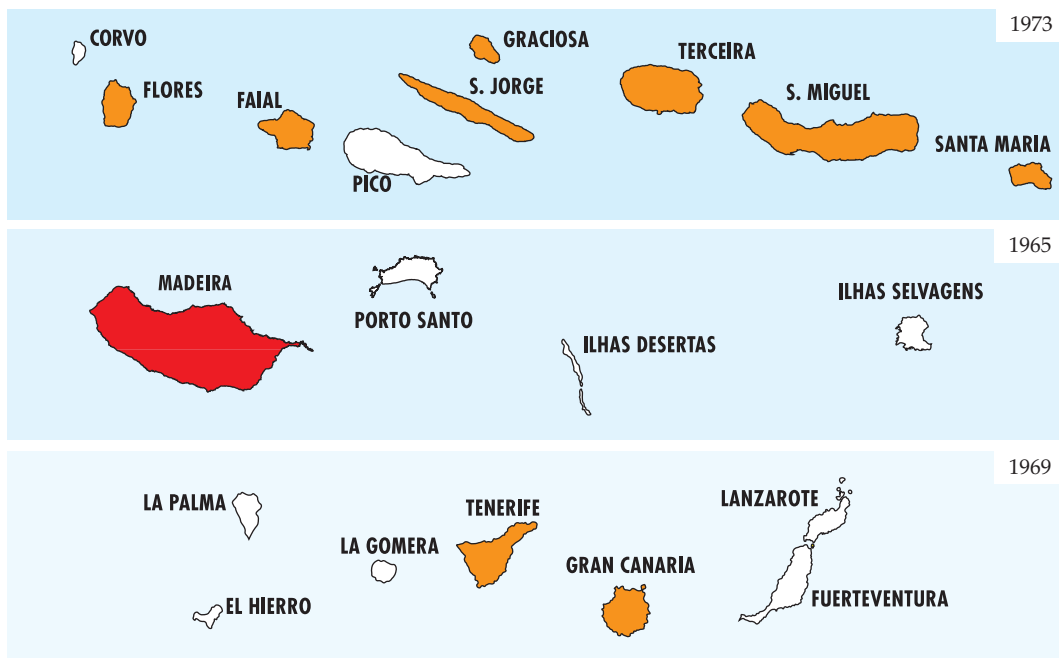 1973
CORVO
GRACIOSA
TERCEIRA
FLORES
S. JORGE
S. MIGUEL
FAIAL
SANTA MARIA
PICO
1965
MADEIRA
ILHAS SELVAGENS
PORTO SANTO
ILHAS DESERTAS
1969
LA PALMA
TENERIFE
LANZAROTE
LA GOMERA
GRAN CANARIA
EL HIERRO
FUERTEVENTURA